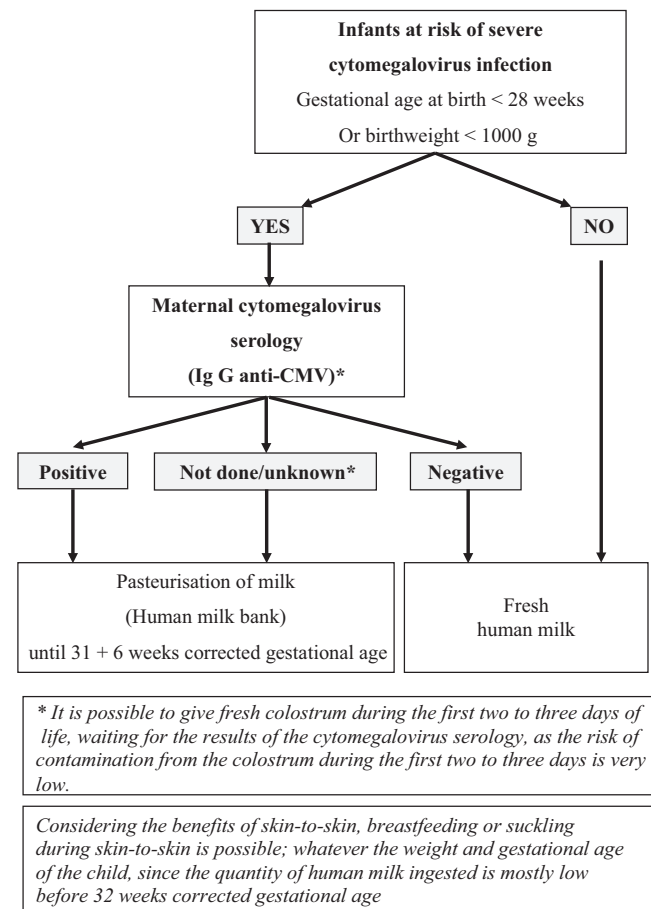 Infants at risk of severe
cytomegalovirus infection
Gestational age at birth < 28 weeks
Or birthweight < 1000 g
YES
NO
Maternal cytomegalovirus
serology
(Ig G anti-CMV)*
Positive
Not done/unknown*
Negative
Pasteurisation of milk
(Human milk bank)
until 31 + 6 weeks corrected gestational age
Fresh
human milk
* It is possible to give fresh colostrum during the first two to three days of
life, waiting for the results of the cytomegalovirus serology, as the risk of
contamination from the colostrum during the first two to three days is very
low.
Considering the benefits of skin-to-skin, breastfeeding or suckling
during skin-to-skin is possible; whatever the weight and gestational age
of the child, since the quantity of human milk ingested is mostly low
before 32 weeks corrected gestational age